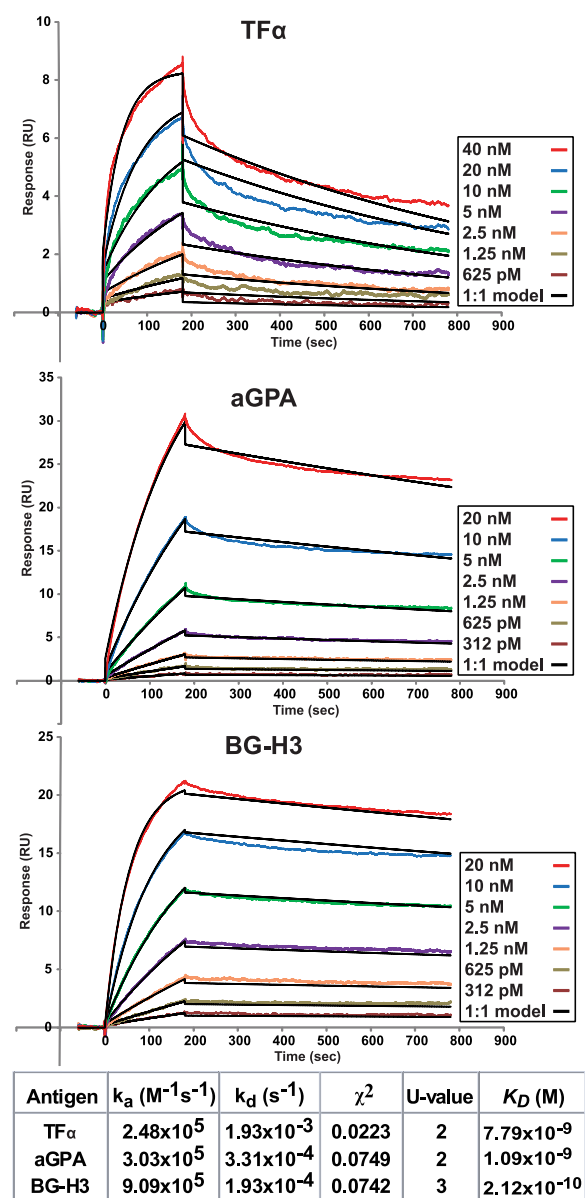 TFα
Response (RU)
10
8
6
4
2
0
0 100 200 300 400 500 600 700 800 900
Time (sec)
40 nM
20 nM
10 nM
5 nM
2.5 nM
1.25 nM
625 pM
1:1 model
aGPA
Response (RU)
35
30
25
20
15
10
5
0
0 100 200 300 400 500 600 700 800 900
Time (sec)
20 nM
10 nM
5 nM
2.5 nM
1.25 nM
625 pM
312 pM
1:1 model
BG-H3
Response (RU)
25
20
15
10
5
0
0 100 200 300 400 500 600 700 800 900
Time (sec)
20 nM
10 nM
5 nM
2.5 nM
1.25 nM
625 pM
312 pM
1:1 model
Antigen kₐ (M⁻¹s⁻¹) k_d (s⁻¹) χ² U-value K_D (M)
TFα 2.48x10⁵ 1.93x10⁻³ 0.0223 2 7.79x10⁻⁹
aGPA 3.03x10⁵ 3.31x10⁻⁴ 0.0749 2 1.09x10⁻⁹
BG-H3 9.09x10⁵ 1.93x10⁻⁴ 0.0742 3 2.12x10⁻¹⁰